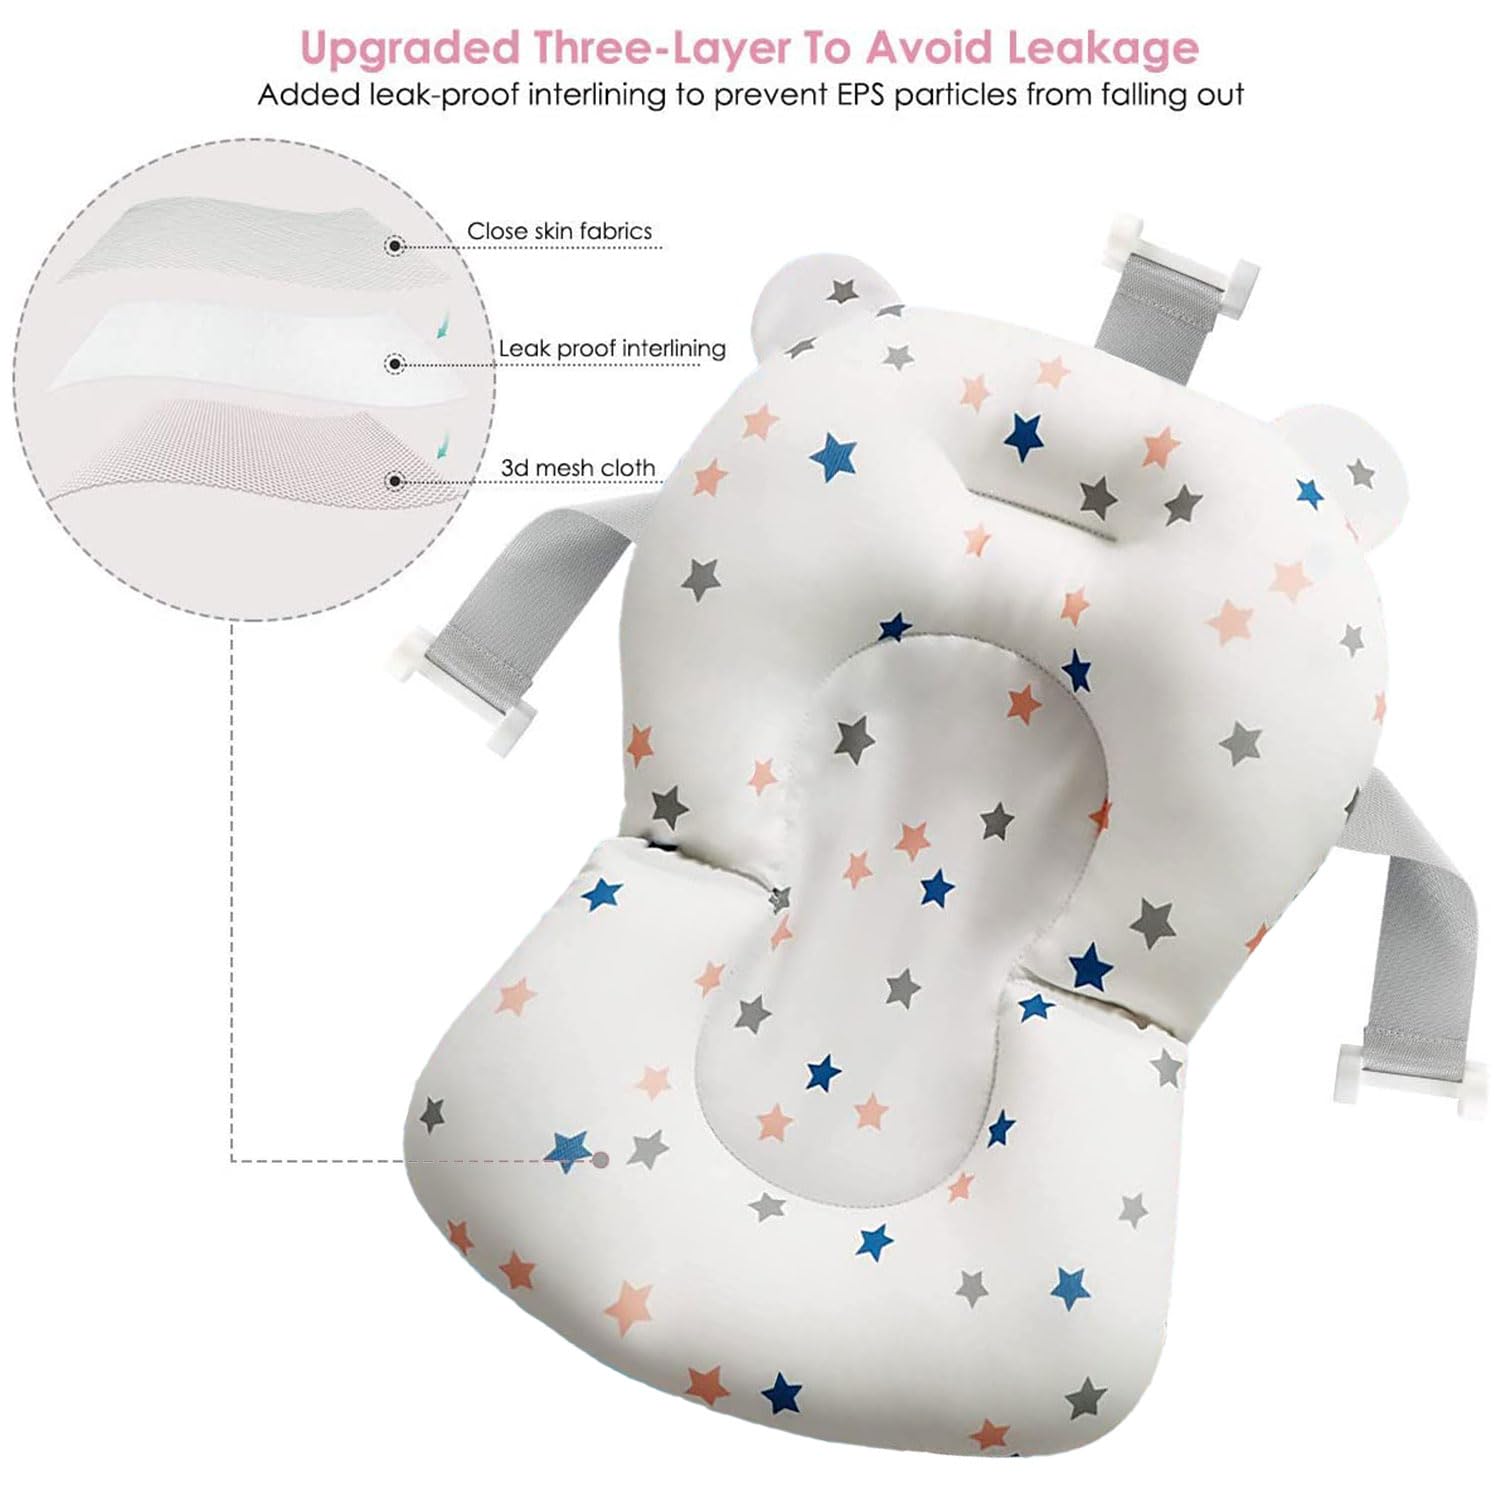 Upgraded Three-Layer To Avoid Leakage
Added leak-proof interlining to prevent EPS particles from falling out
Close skin fabrics
Leak proof interlining
3d mesh cloth